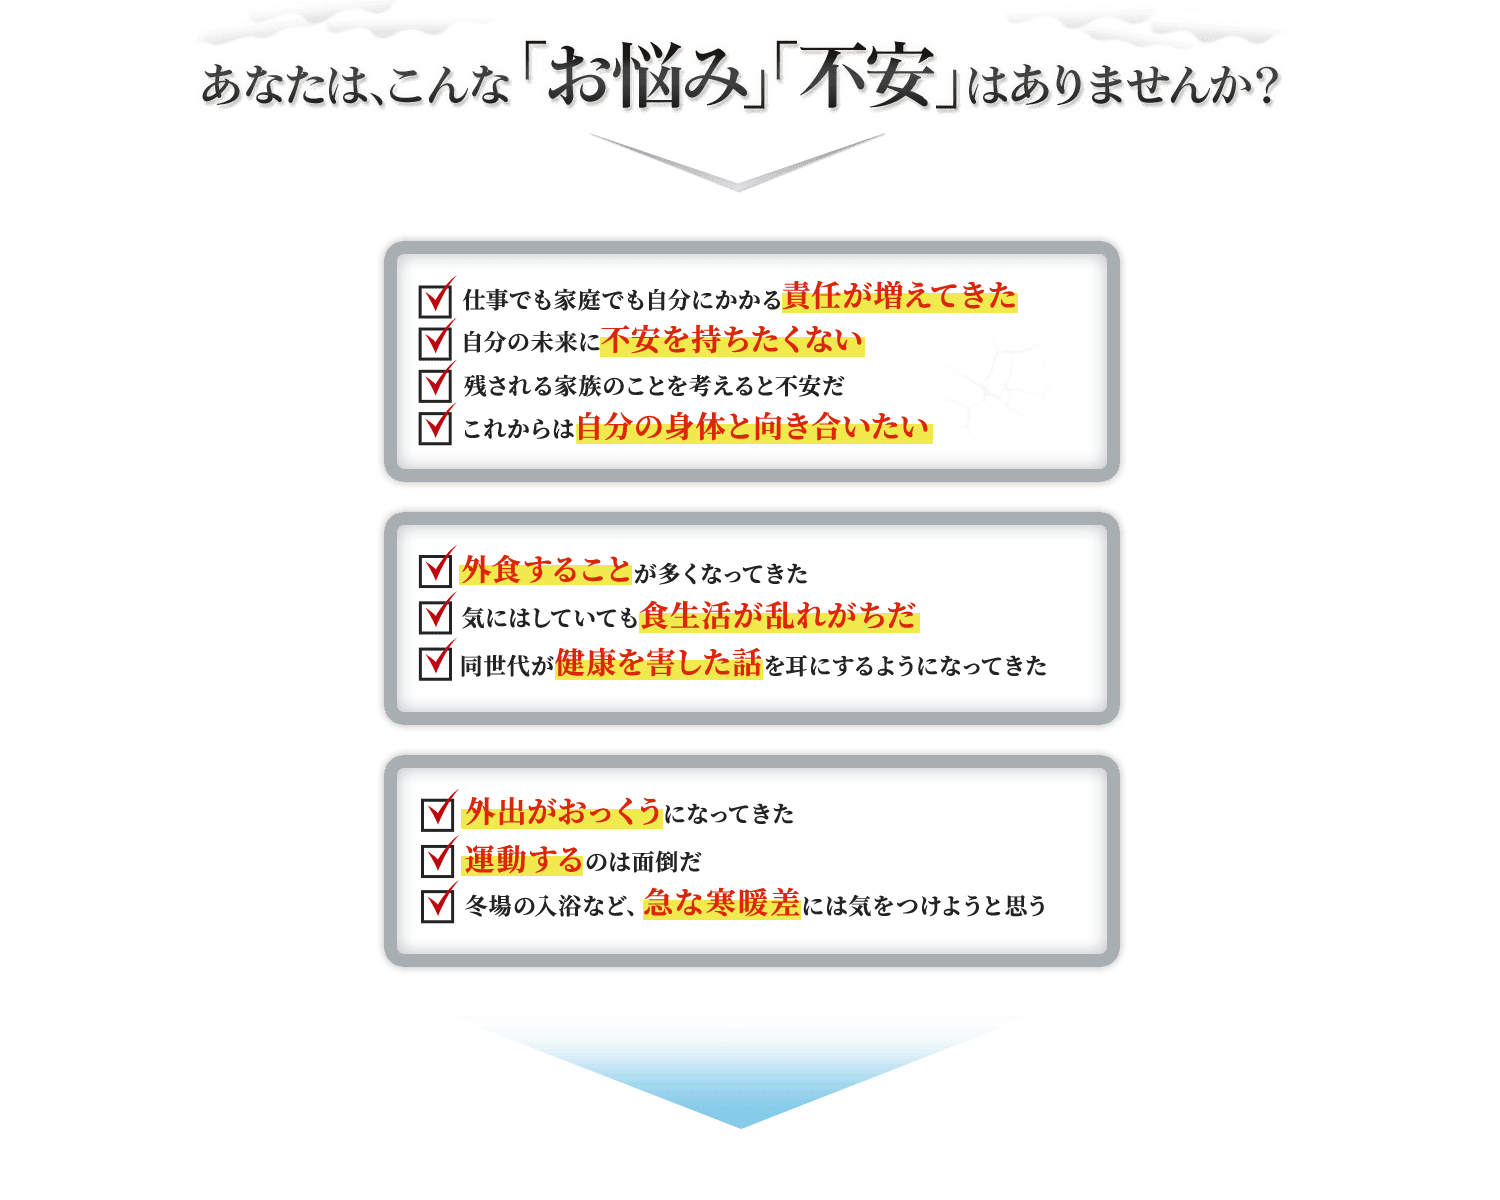 あなたは、こんな「お悩み」「不安」はありませんか？
仕事でも家庭でも自分にかかる責任が増えてきた
自分の未来に不安を持ちたくない
残される家族のことを考えると不安だ
これからは自分の身体と向き合いたい
外食することが多くなってきた
気にはしていても食生活が乱れがちだ
同世代が健康を害した話を耳にするようになってきた
外出がおっくうになってきた
運動するのは面倒だ
冬場の入浴など、急な寒暖差には気をつけようと思う